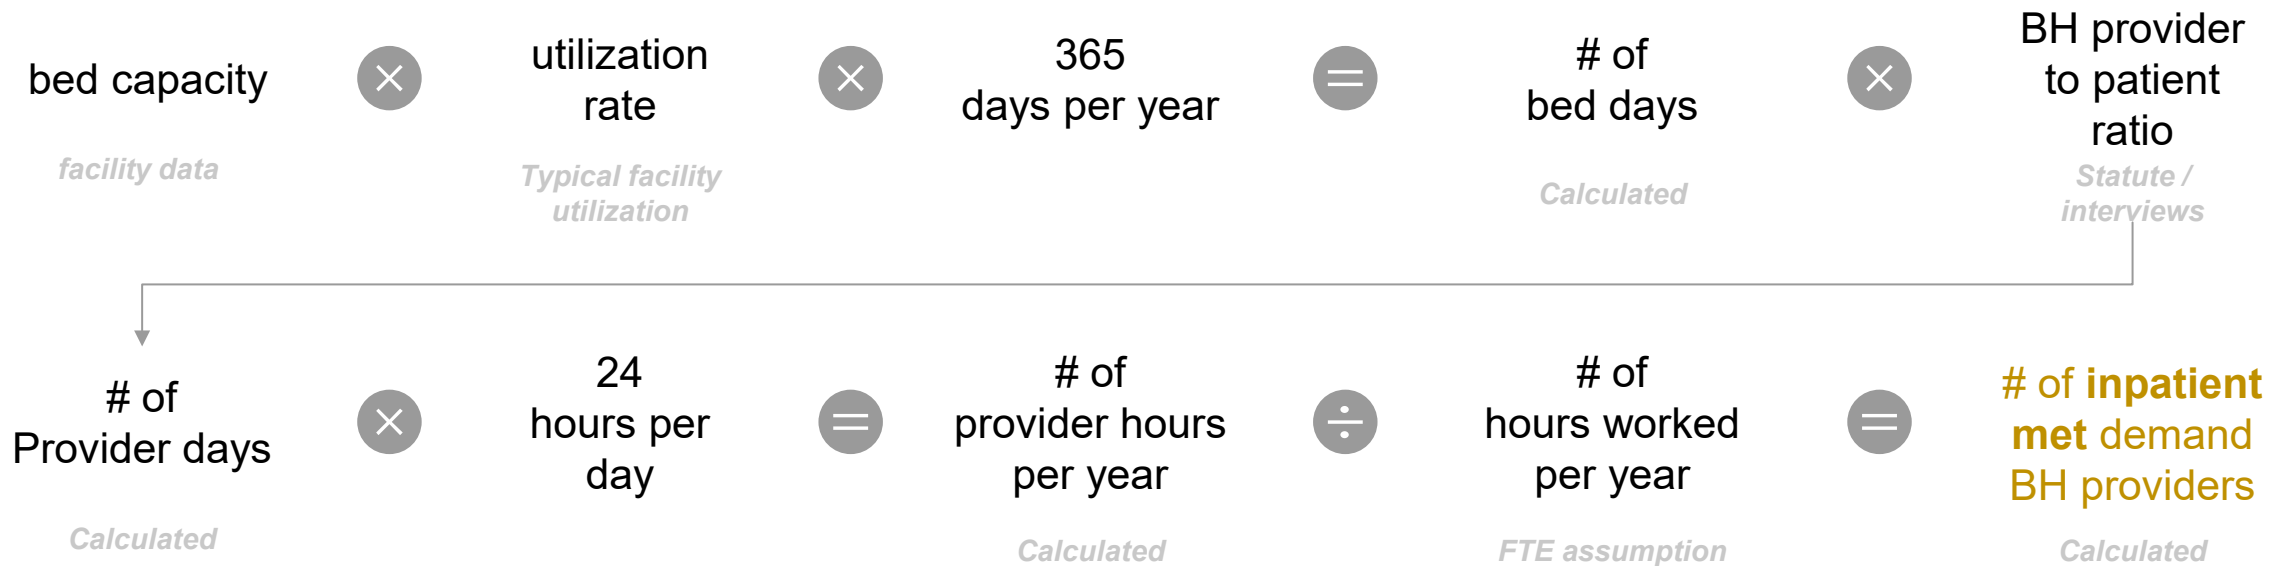 bed capacity
facility data
×
utilization
rate
Typical facility
utilization
×
365
days per year
=
# of
bed days
Calculated
×
BH provider
to patient
ratio
Statute /
interviews
# of
Provider days
Calculated
×
24
hours per
day
=
# of
provider hours
per year
Calculated
÷
# of
hours worked
per year
FTE assumption
=
# of inpatient
met demand
BH providers
Calculated